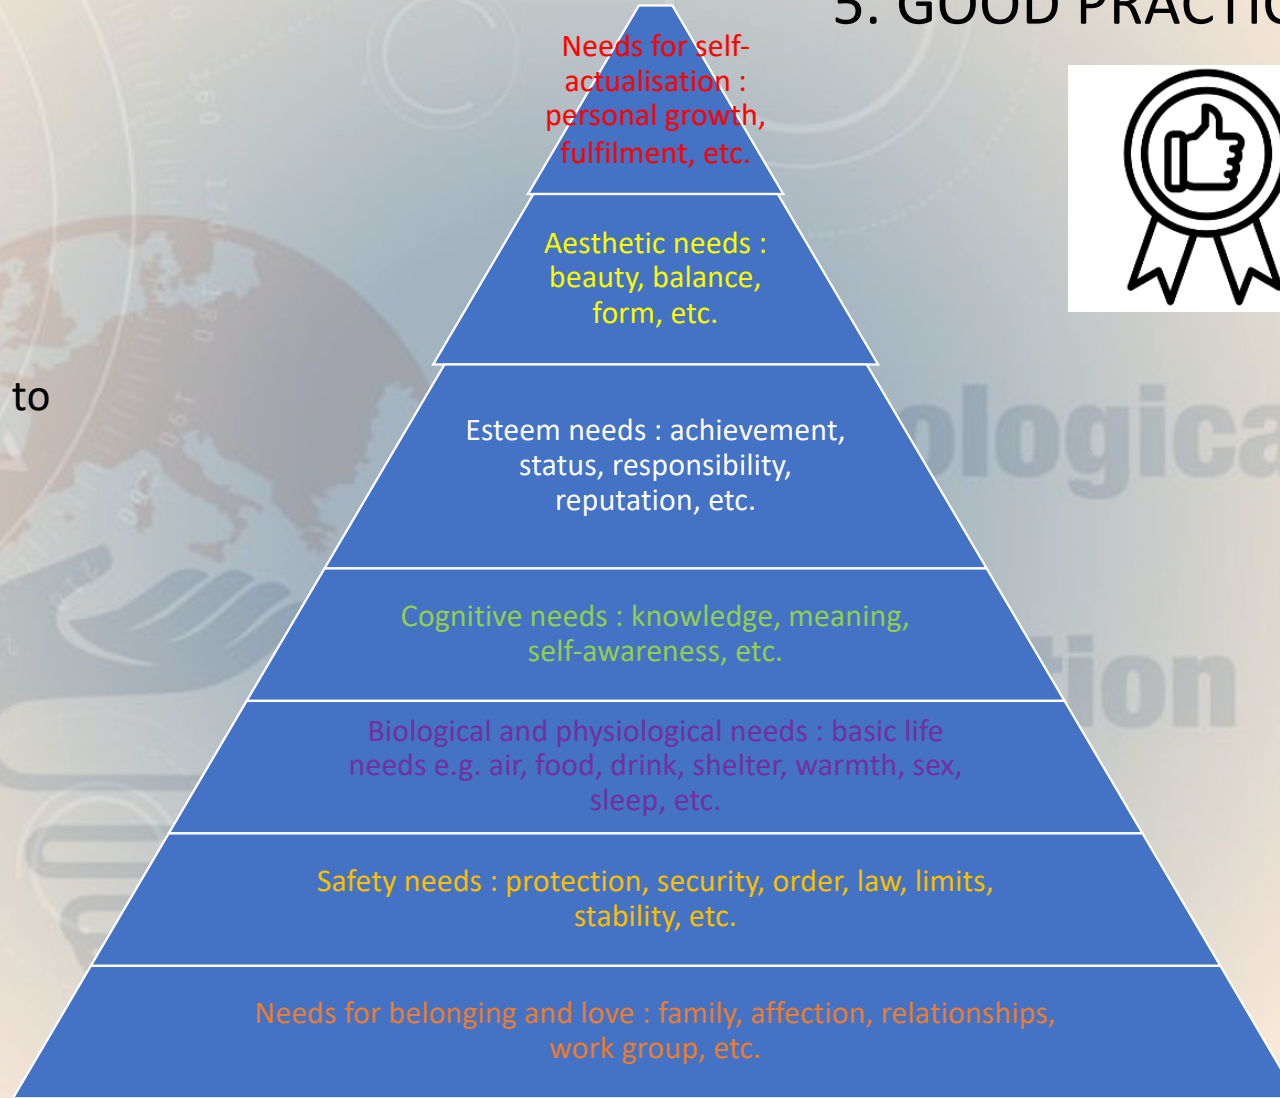 5. GOOD PRACTIC
Needs for self-
actualisation :
personal growth,
fulfilment, etc.
Aesthetic needs :
beauty, balance,
form, etc.
to
Esteem needs : achievement,
status, responsibility,
reputation, etc.
ologica
Cognitive needs : knowledge, meaning,
self-awareness, etc.
tion
Biological and physiological needs : basic life
needs e.g. air, food, drink, shelter, warmth, sex,
sleep, etc.
Safety needs : protection, security, order, law, limits,
stability, etc.
Needs for belonging and love : family, affection, relationships,
work group, etc.